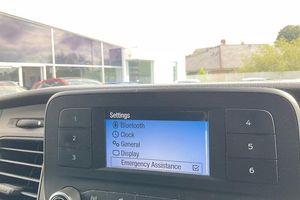 Settings
Bluetooth
Clock
General
Display
Emergency Assistance
1
2
3
4
5
6